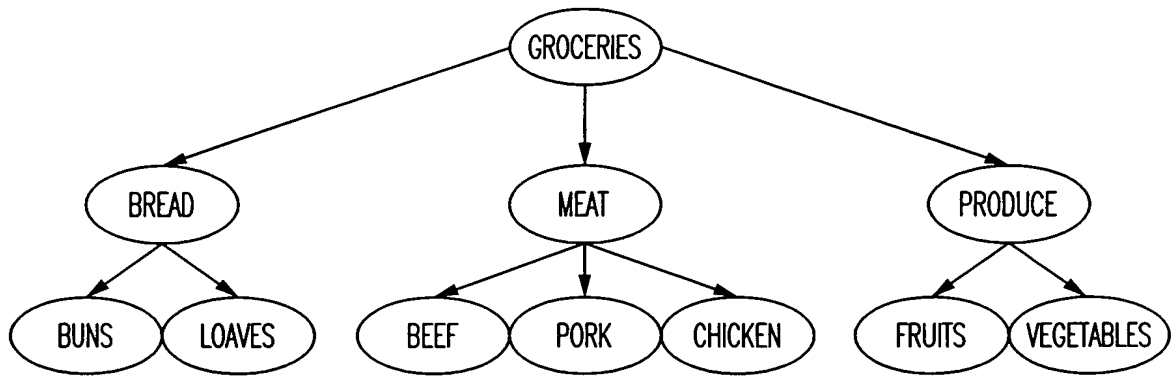 GROCERIES
BREAD
MEAT
PRODUCE
BUNS
LOAVES
BEEF
PORK
CHICKEN
FRUITS
VEGETABLES